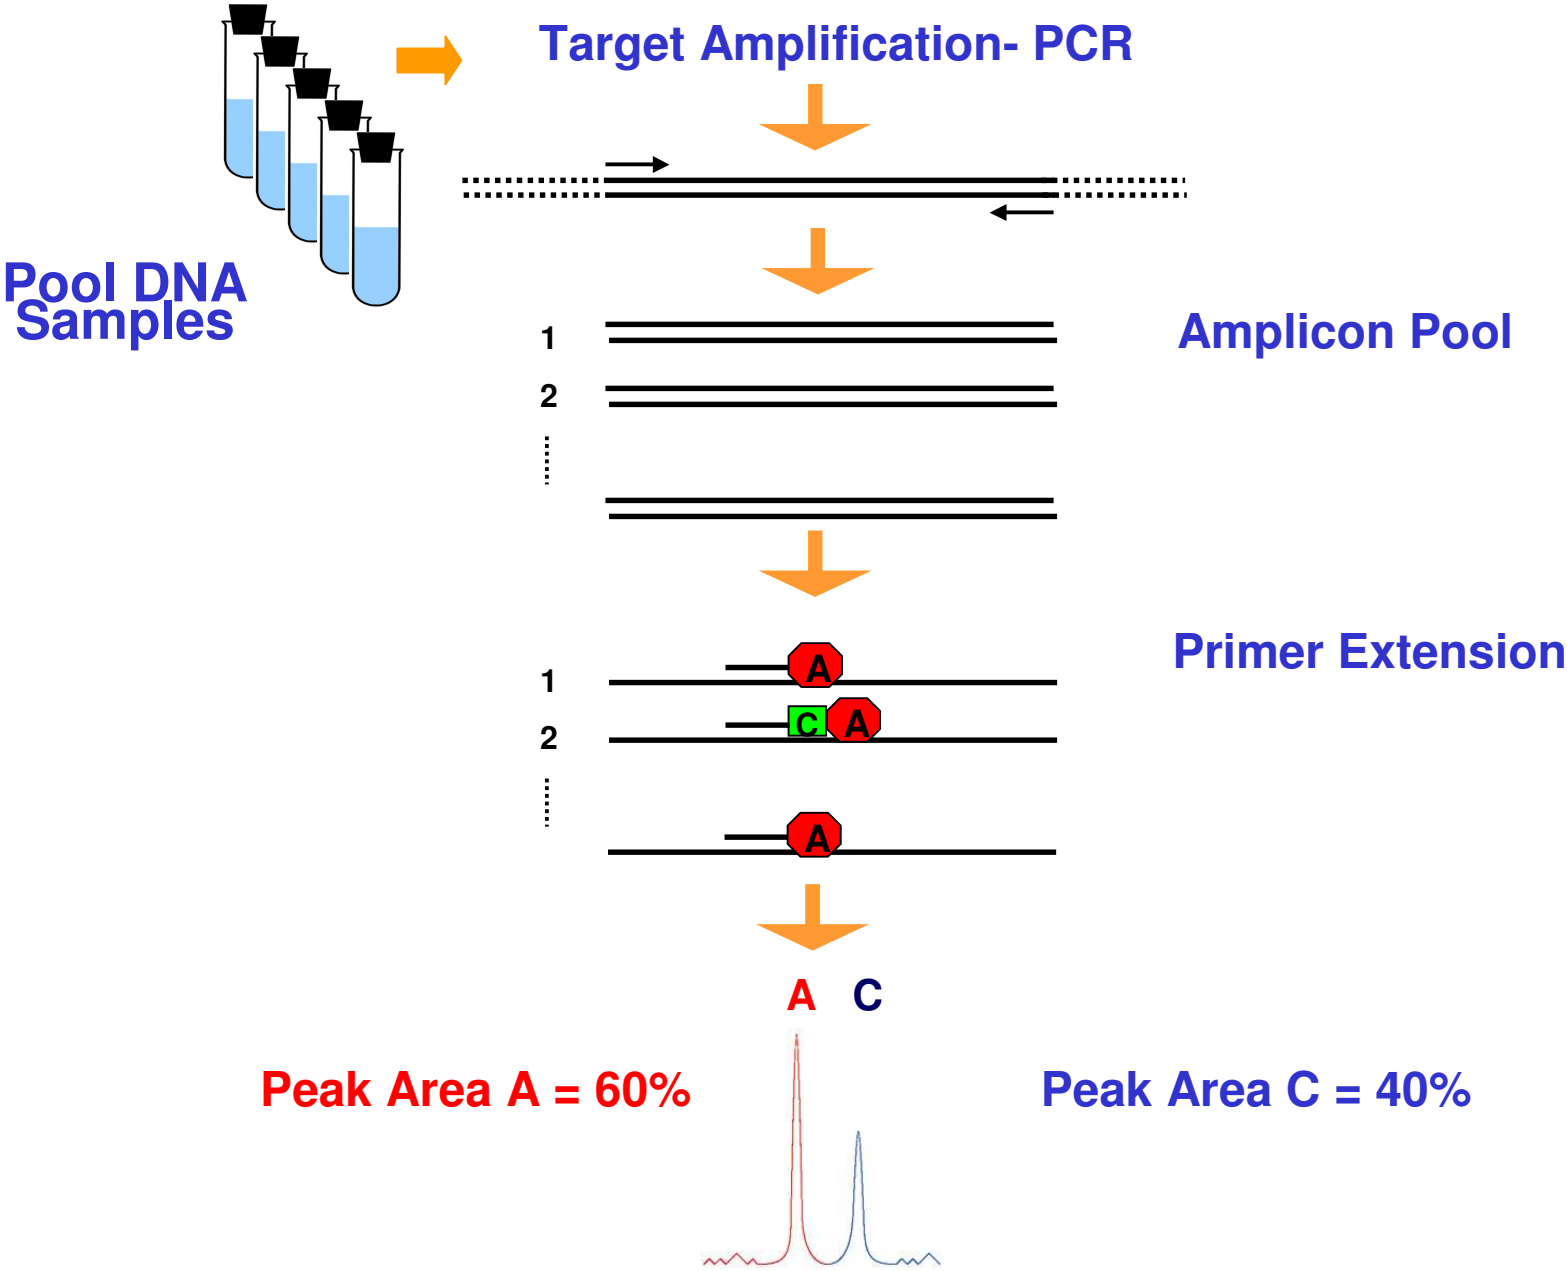 Target Amplification- PCR
Pool DNA
Samples
1
Amplicon Pool
2
Primer Extension
A
1
C A
2
A
A C
Peak Area A = 60%
Peak Area C = 40%